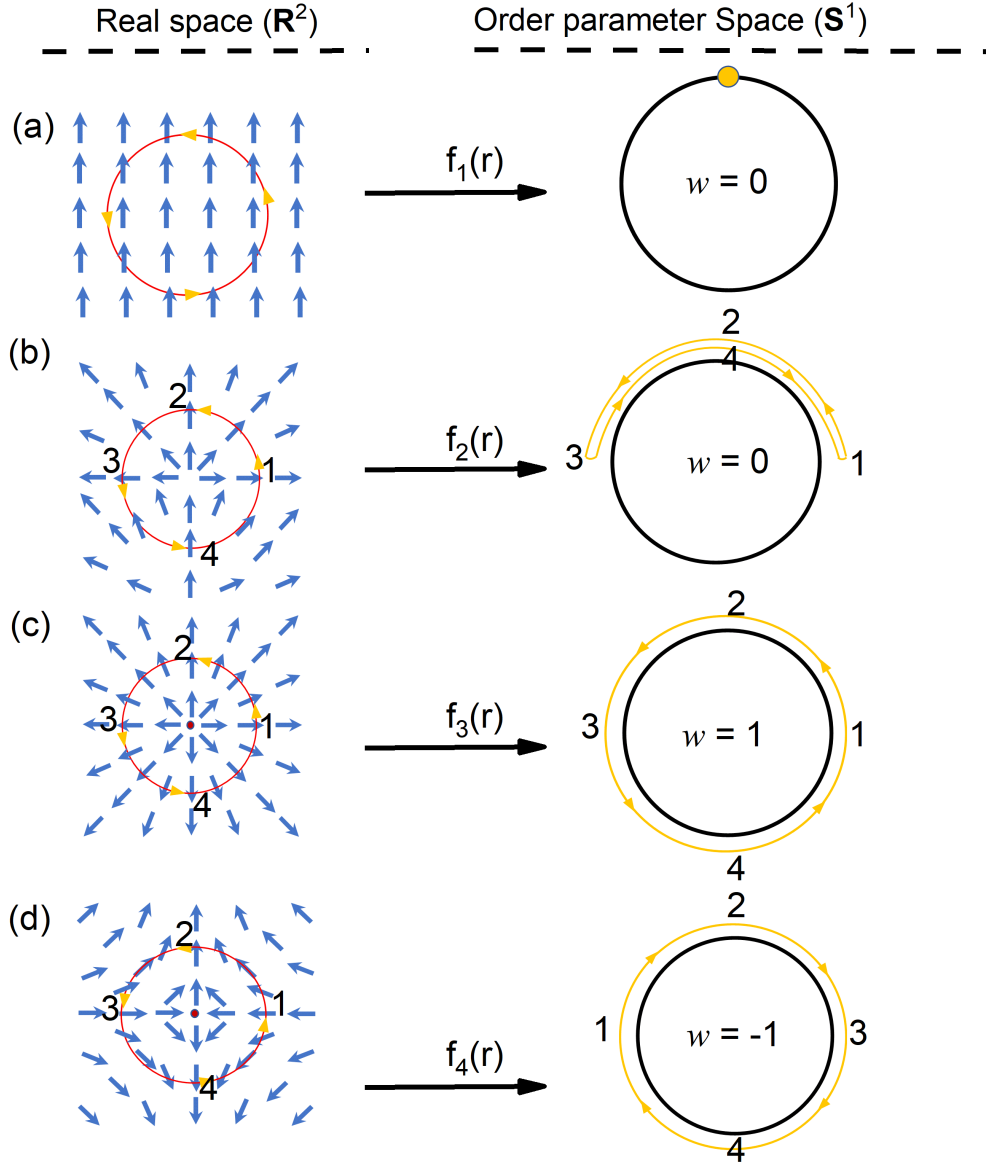 Real space (R²)
Order parameter Space (S¹)
(a)
f₁(r)
w = 0
(b)
2
3
1
4
f₂(r)
2
4
3
1
w = 0
(c)
2
3
1
4
f₃(r)
2
3
1
4
w = 1
(d)
2
3
1
4
f₄(r)
2
1
3
4
w = -1